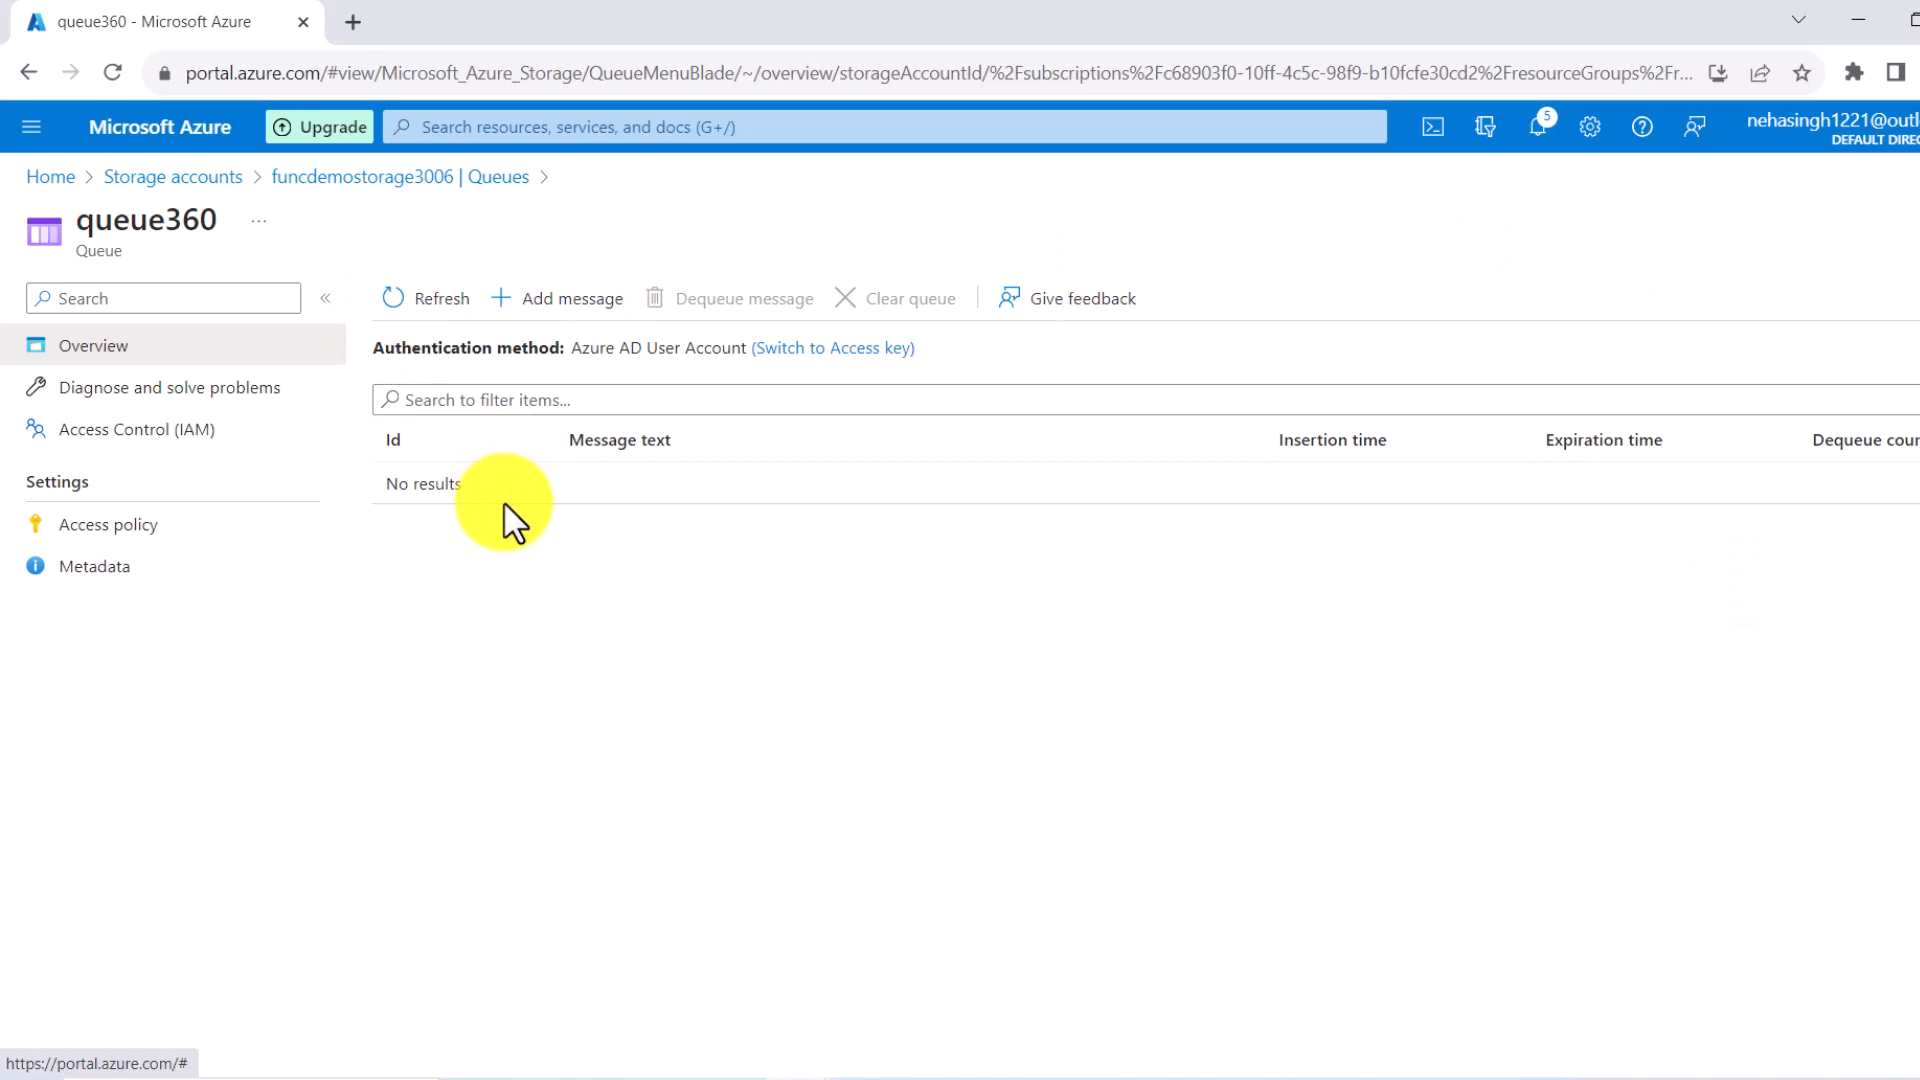 queue360 - Microsoft Azure
portal.azure.com/#view/Microsoft_Azure_Storage/QueueMenuBlade/~/overview/storageAccountId/%2Fsubscriptions%2Fc68903f0-10ff-4c5c-98f9-b10fcfe30cd2%2FresourceGroups%2Fr...
Microsoft Azure Upgrade Search resources, services, and docs (G+/) 5 nehasingh1221@outl
DEFAULT DIREC
Home > Storage accounts > funcdemostorage3006 | Queues >
queue360 ...
Queue
Search «
Refresh Add message Dequeue message Clear queue Give feedback
Overview
Authentication method: Azure AD User Account (Switch to Access key)
Diagnose and solve problems
Search to filter items...
Access Control (IAM)
Id Message text Insertion time Expiration time Dequeue cour
Settings
No results
Access policy
Metadata
https://portal.azure.com/#